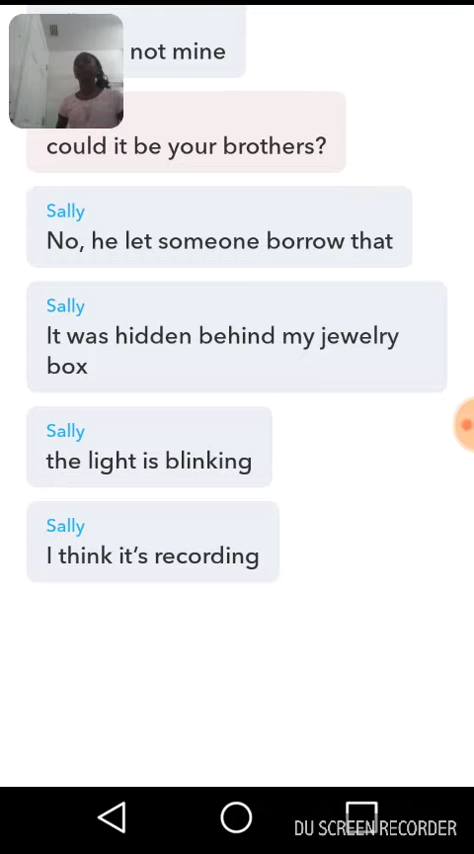 not mine
could it be your brothers?
Sally
No, he let someone borrow that
Sally
It was hidden behind my jewelry
box
Sally
the light is blinking
Sally
I think it's recording
DU SCREEN RECORDER